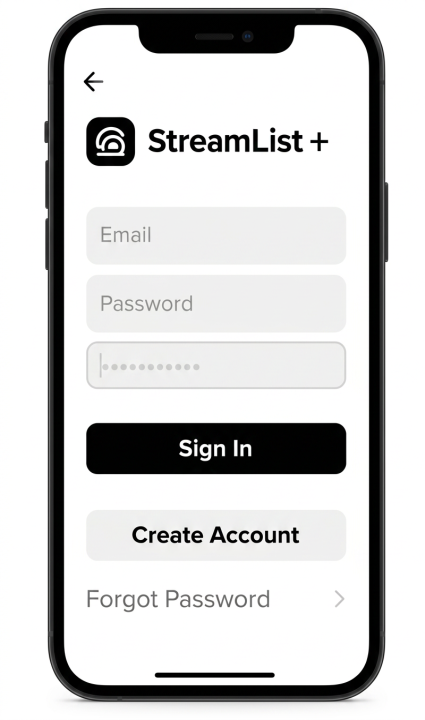 StreamList +
Email
Password
•••••••••••
Sign In
Create Account
Forgot Password